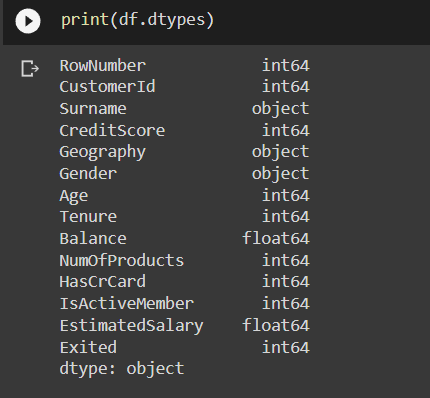 print(df.dtypes)
RowNumber int64
CustomerId int64
Surname object
CreditScore int64
Geography object
Gender object
Age int64
Tenure int64
Balance float64
NumOfProducts int64
HasCrCard int64
IsActiveMember int64
EstimatedSalary float64
Exited int64
dtype: object